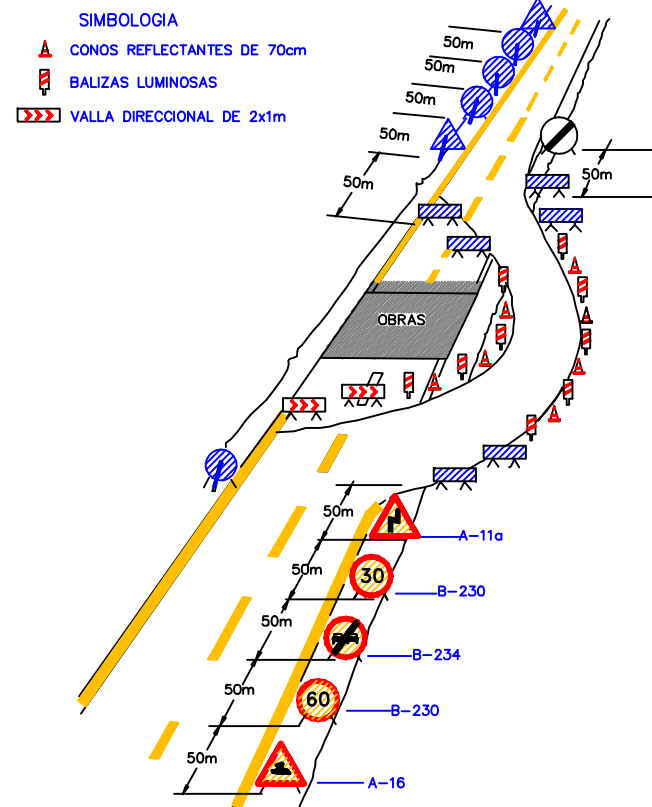 SIMBOLOGIA
CONOS REFLECTANTES DE 70cm
BALIZAS LUMINOSAS
VALLA DIRECCIONAL DE 2x1m
50m
50m
50m
50m
50m
50m
OBRAS
50m
A-11a
50m
30
B-230
50m
B-234
50m
60
B-230
50m
A-16